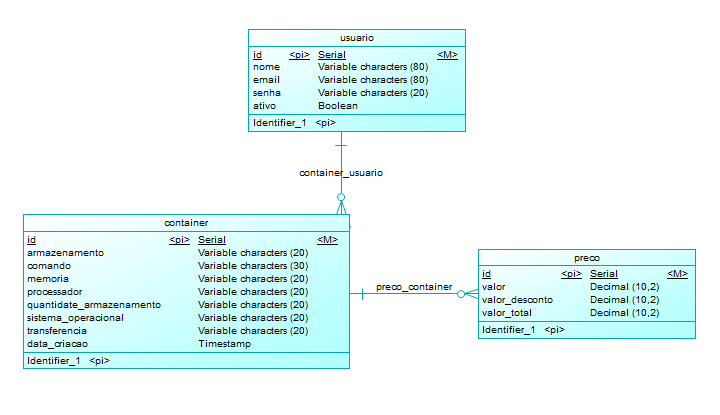 usuario
id <pi> Serial <M>
nome Variable characters (80)
email Variable characters (80)
senha Variable characters (20)
ativo Boolean
Identifier_1 <pi>
container_usuario
container
id <pi> Serial <M>
armazenamento Variable characters (20)
comando Variable characters (30)
memoria Variable characters (20)
processador Variable characters (20)
quantidate_armazenamento Variable characters (20)
sistema_operacional Variable characters (20)
transferencia Variable characters (20)
data_criacao Timestamp
Identifier_1 <pi>
preco_container
preco
id <pi> Serial <M>
valor Decimal (10,2)
valor_desconto Decimal (10,2)
valor_total Decimal (10,2)
Identifier_1 <pi>